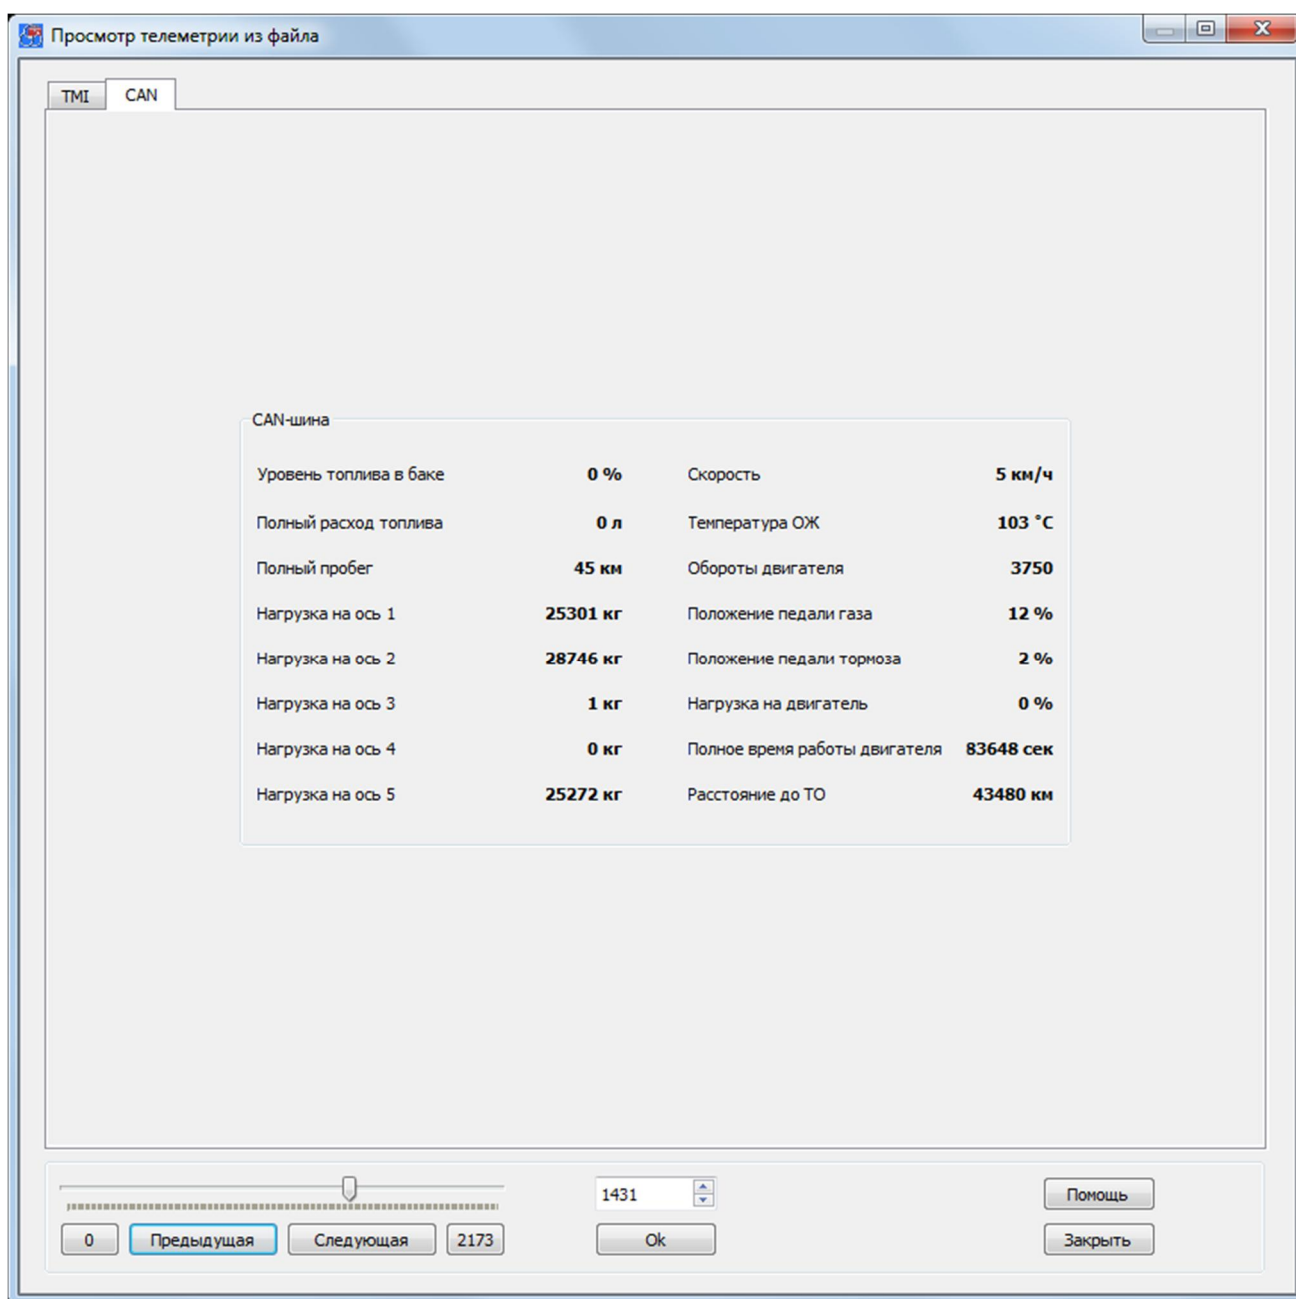 Просмотр телеметрии из файла
TMI CAN
CAN-шина
Уровень топлива в баке 0 % Скорость 5 км/ч
Полный расход топлива 0 л Температура ОЖ 103 °C
Полный пробег 45 км Обороты двигателя 3750
Нагрузка на ось 1 25301 кг Положение педали газа 12 %
Нагрузка на ось 2 28746 кг Положение педали тормоза 2 %
Нагрузка на ось 3 1 кг Нагрузка на двигатель 0 %
Нагрузка на ось 4 0 кг Полное время работы двигателя 83648 сек
Нагрузка на ось 5 25272 кг Расстояние до ТО 43480 км
1431 Помощь
0 Предыдущая Следующая 2173 Ok Закрыть